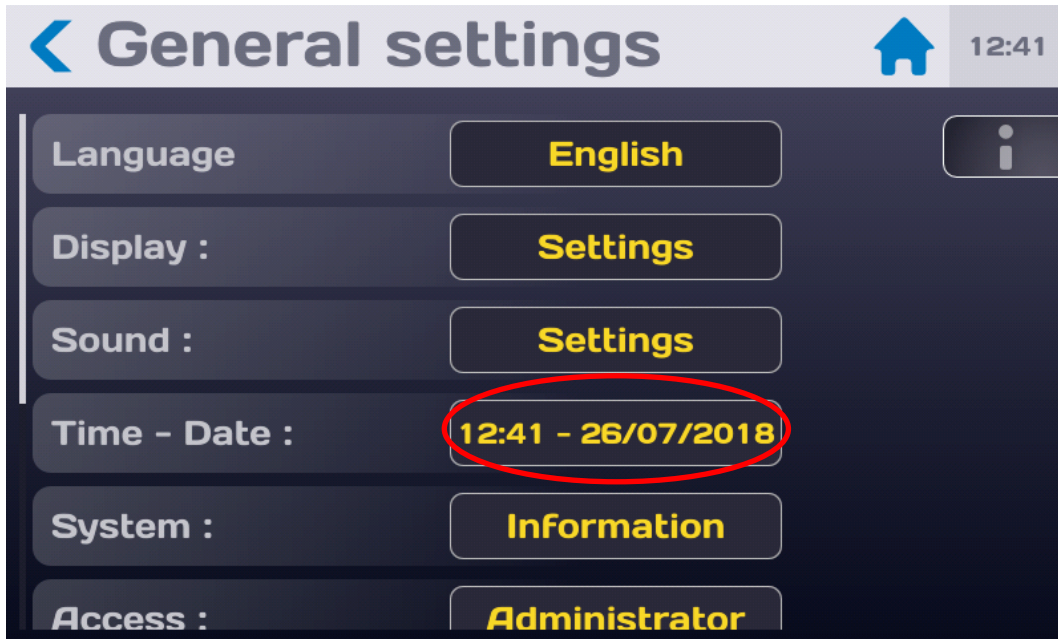 General settings 12:41
Language English
Display : Settings
Sound : Settings
Time - Date : 12:41 - 26/07/2018
System : Information
Access : Administrator